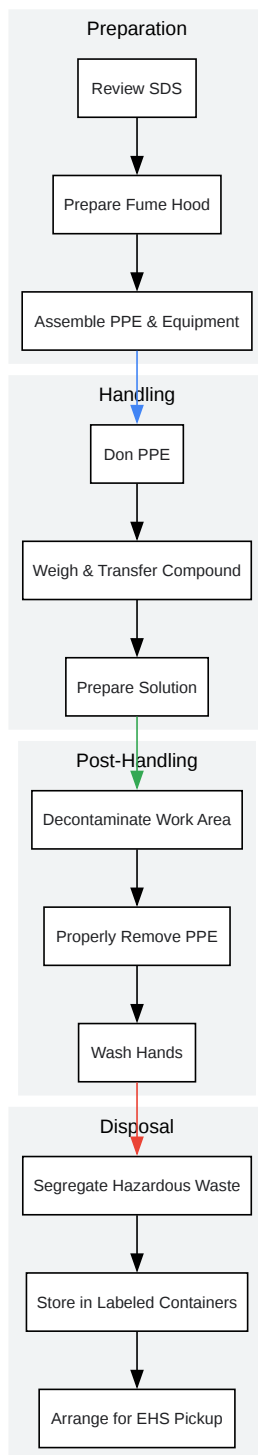 Preparation
Review SDS
Prepare Fume Hood
Assemble PPE & Equipment
Handling
Don PPE
Weigh & Transfer Compound
Prepare Solution
Post-Handling
Decontaminate Work Area
Properly Remove PPE
Wash Hands
Disposal
Segregate Hazardous Waste
Store in Labeled Containers
Arrange for EHS Pickup